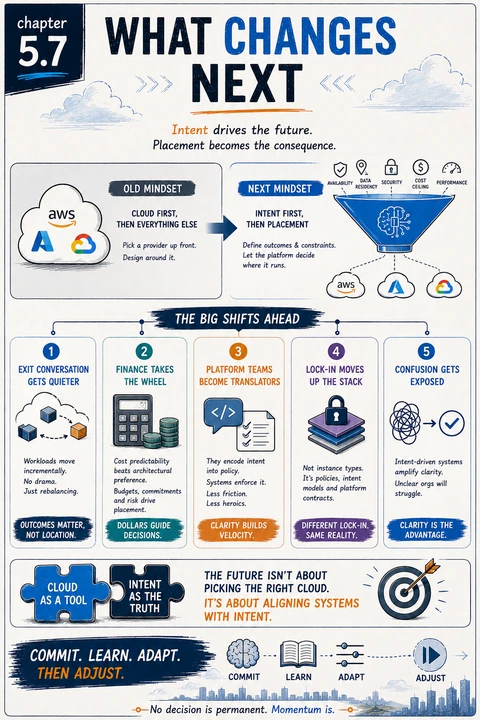 chapter
5.7
WHAT CHANGES
NEXT
Intent drives the future.
Placement becomes the consequence.
OLD MINDSET
CLOUD FIRST,
THEN EVERYTHING ELSE
Pick a provider up front.
Design around it.
aws
NEXT MINDSET
INTENT FIRST,
THEN PLACEMENT
Define outcomes & constraints.
Let the platform decide
where it runs.
AVAILABILITY
DATA
RESIDENCY
SECURITY
COST
CEILING
PERFORMANCE
aws
THE BIG SHIFTS AHEAD
1
EXIT CONVERSATION
GETS QUIETER
Workloads move
incrementally.
No drama.
Just rebalancing.
OUTCOMES MATTER,
NOT LOCATION.
2
FINANCE TAKES
THE WHEEL
Cost predictability
beats architectural
preference.
Budgets, commitments
and risk drive
placement.
DOLLARS GUIDE
DECISIONS.
3
PLATFORM TEAMS
BECOME TRANSLATORS
</>
They encode intent
into policy.
Systems enforce it.
Less friction.
Less heroics.
CLARITY BUILDS
VELOCITY.
4
LOCK-IN MOVES
UP THE STACK
Not instance types.
It's policies, intent
models and platform
contracts.
DIFFERENT LOCK-IN,
SAME REALITY.
5
CONFUSION GETS
EXPOSED
Intent-driven systems
amplify clarity.
Unclear orgs will
struggle.
CLARITY IS THE
ADVANTAGE.
CLOUD
AS A TOOL
INTENT
AS THE
TRUTH
THE FUTURE ISN'T ABOUT
PICKING THE RIGHT CLOUD.
IT'S ABOUT ALIGNING SYSTEMS
WITH INTENT.
COMMIT. LEARN. ADAPT.
THEN ADJUST.
COMMIT
LEARN
ADAPT
ADJUST
No decision is permanent. Momentum is.